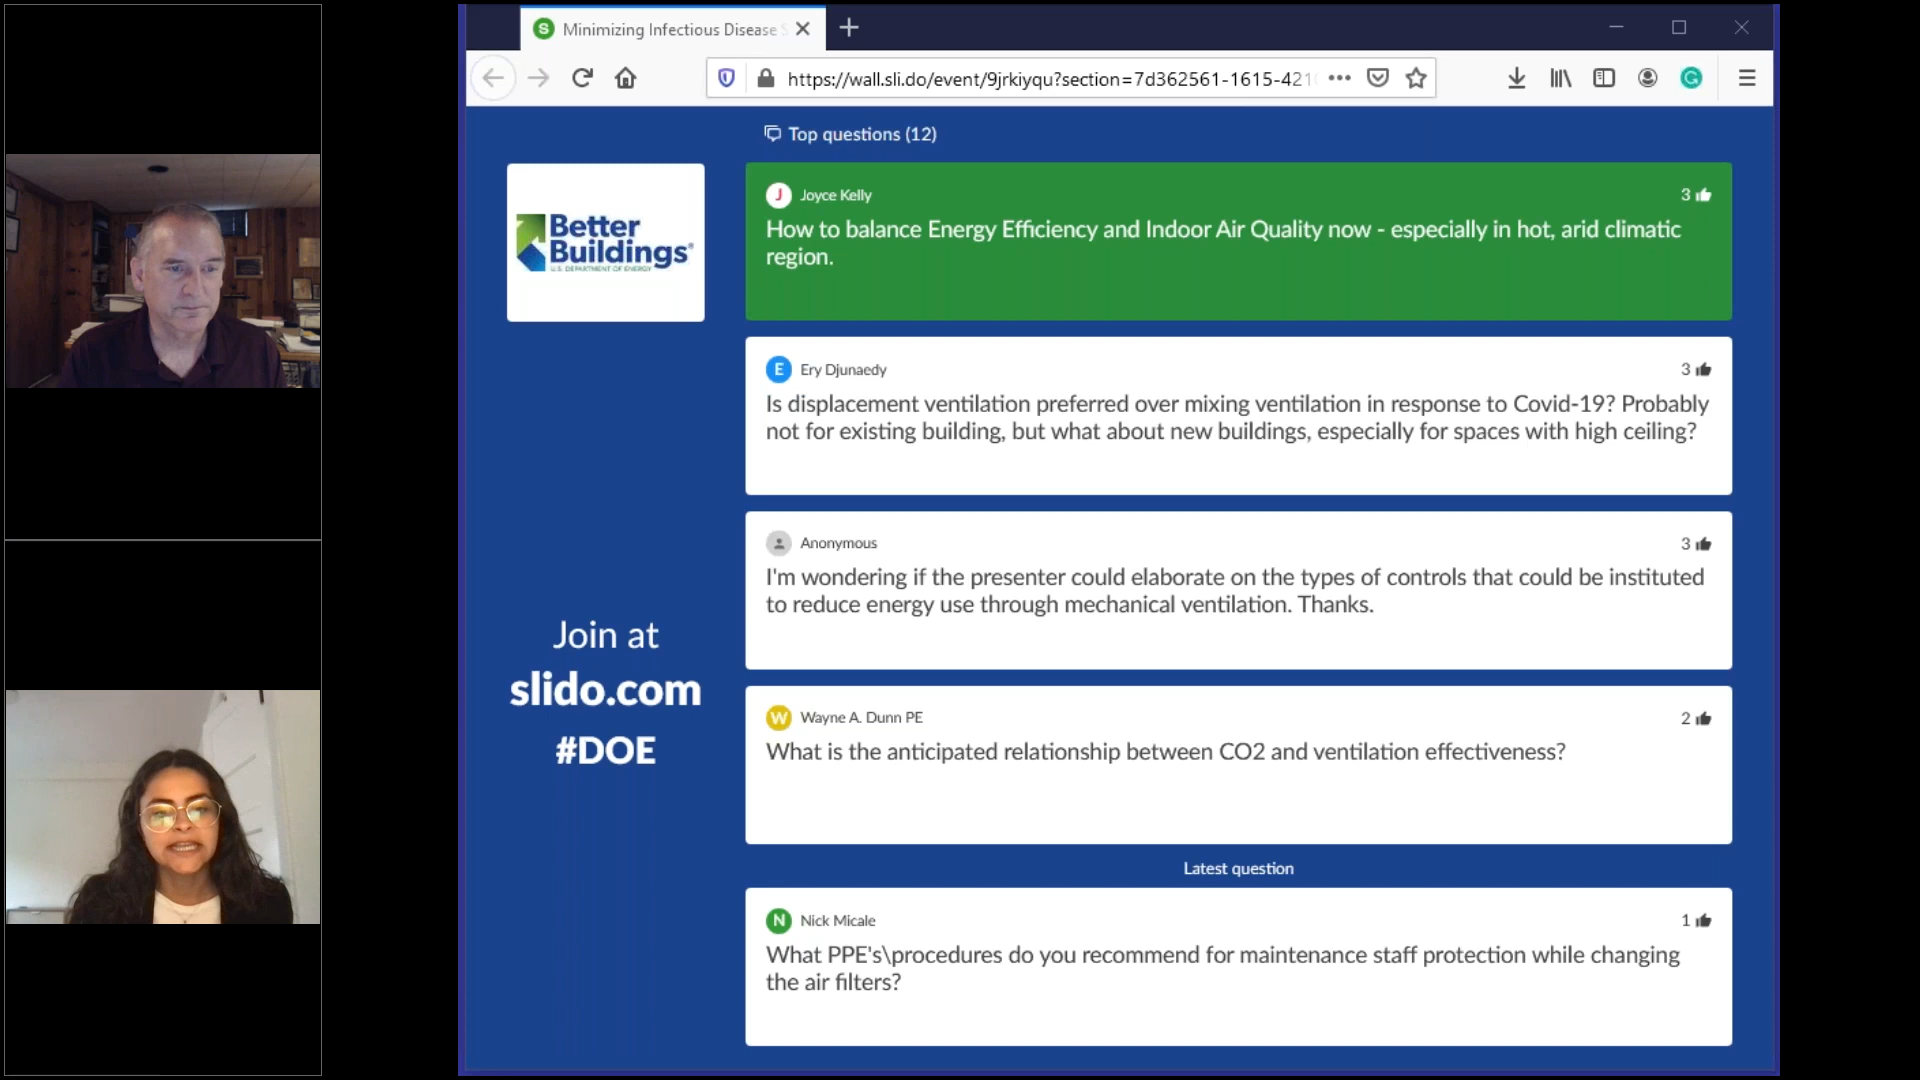 Minimizing Infectious Disease S
https://wall.sli.do/event/9jrkiyqu?section=7d362561-1615-421
Top questions (12)
Better
Buildings®
U.S. DEPARTMENT OF ENERGY
Join at
slido.com
#DOE
J Joyce Kelly 3
How to balance Energy Efficiency and Indoor Air Quality now - especially in hot, arid climatic
region.
E Ery Djunaedy 3
Is displacement ventilation preferred over mixing ventilation in response to Covid-19? Probably
not for existing building, but what about new buildings, especially for spaces with high ceiling?
Anonymous 3
I'm wondering if the presenter could elaborate on the types of controls that could be instituted
to reduce energy use through mechanical ventilation. Thanks.
W Wayne A. Dunn PE 2
What is the anticipated relationship between CO2 and ventilation effectiveness?
Latest question
N Nick Micale 1
What PPE's\procedures do you recommend for maintenance staff protection while changing
the air filters?